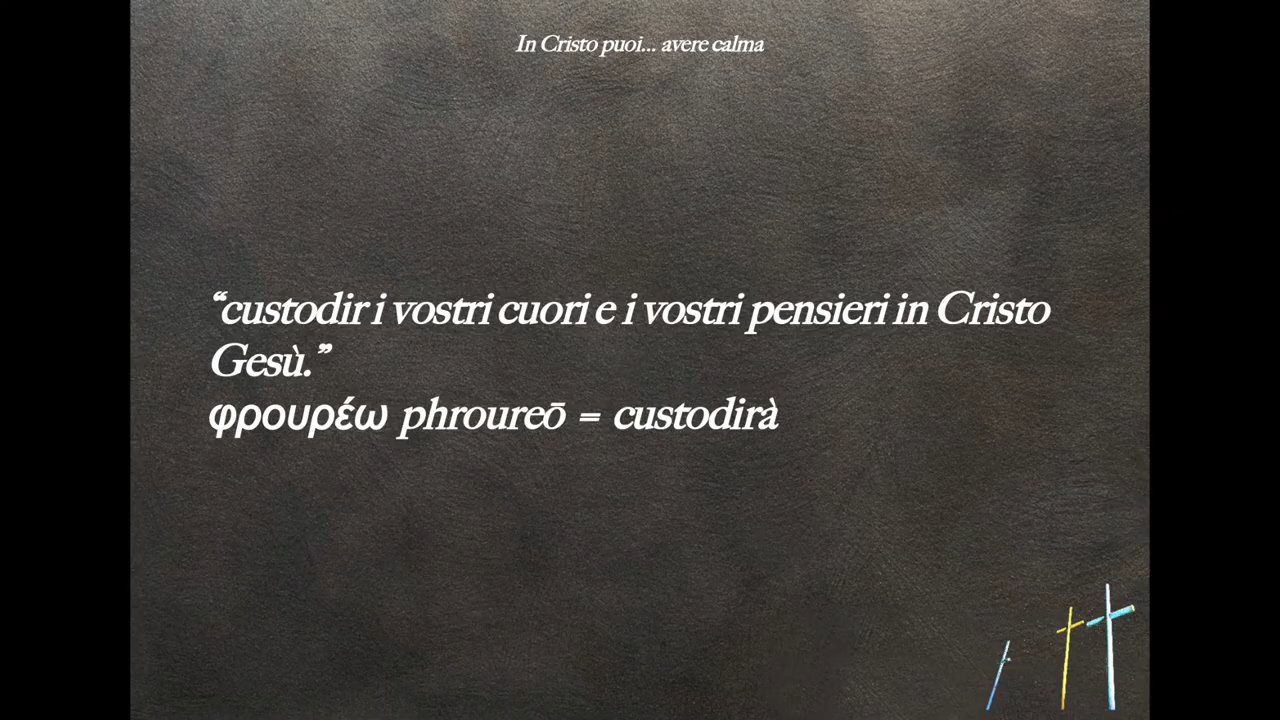 In Cristo puoi... avere calma
“custodir i vostri cuori e i vostri pensieri in Cristo
Gesù.”
φρουρέω phroureō = custodirà